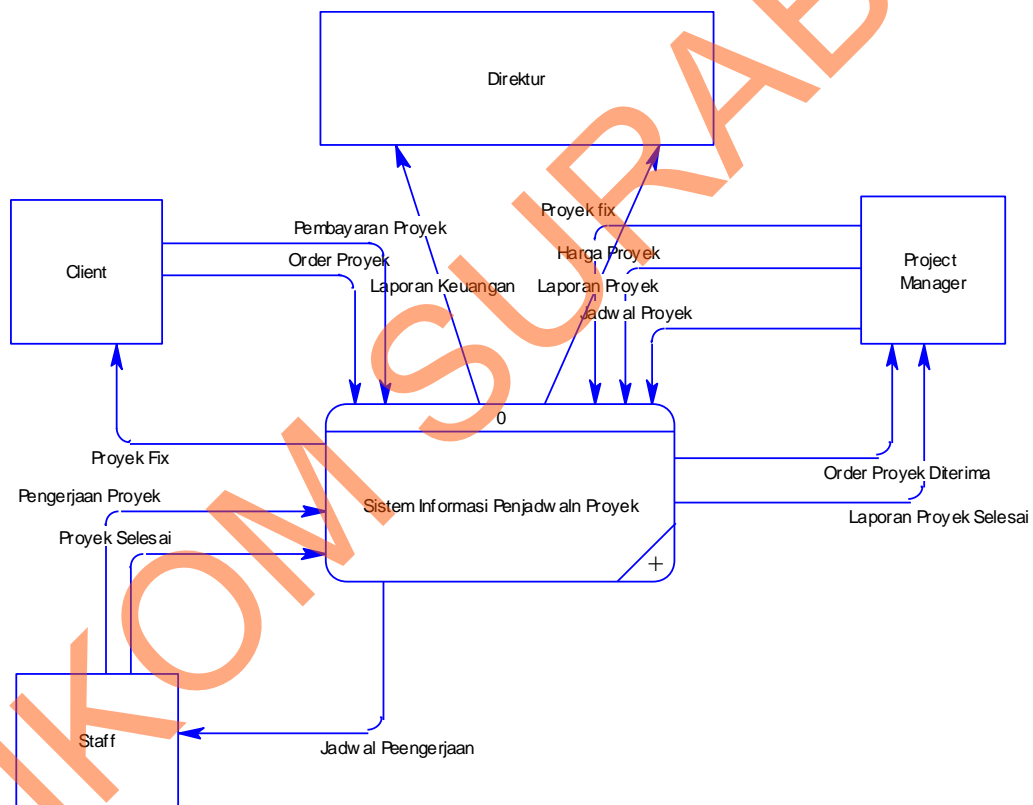 Direktur
Proyek fix
Pembayaran Proyek
Harga Proyek
Client
Order Proyek
Project
Manager
Laporan Keuangan
Laporan Proyek
Jadwal Proyek
0
Proyek Fix
Order Proyek Diterima
Pengerjaan Proyek
Sistem Informasi Penjadwaln Proyek
Laporan Proyek Selesai
Proyek Selesai
+
Staff
Jadwal Peengerjaan
IKOM SURAB